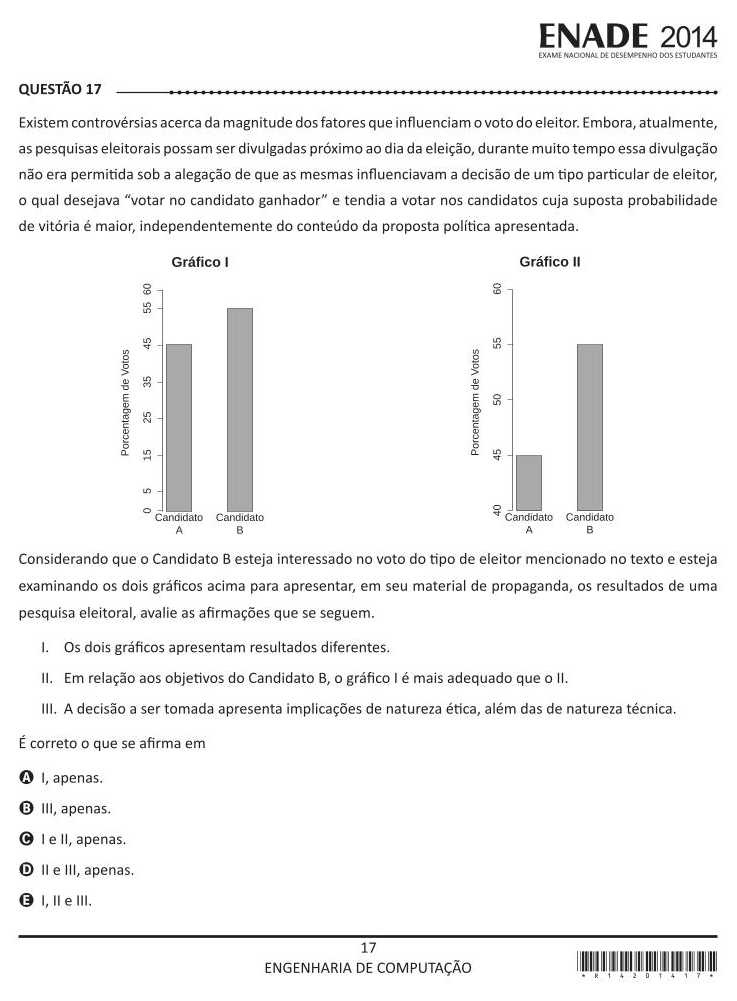 ENADE 2014
EXAME NACIONAL DE DESEMPENHO DOS ESTUDANTES
QUESTÃO 17
Existem controvérsias acerca da magnitude dos fatores que influenciam o voto do eleitor. Embora, atualmente,
as pesquisas eleitorais possam ser divulgadas próximo ao dia da eleição, durante muito tempo essa divulgação
não era permitida sob a alegação de que as mesmas influenciavam a decisão de um tipo particular de eleitor,
o qual desejava “votar no candidato ganhador” e tendia a votar nos candidatos cuja suposta probabilidade
de vitória é maior, independentemente do conteúdo da proposta política apresentada.
Gráfico I
Porcentagem de Votos
60
55
45
35
25
15
5
0
Candidato A
Candidato B
Gráfico II
Porcentagem de Votos
60
55
50
45
40
Candidato A
Candidato B
Considerando que o Candidato B esteja interessado no voto do tipo de eleitor mencionado no texto e esteja
examinando os dois gráficos acima para apresentar, em seu material de propaganda, os resultados de uma
pesquisa eleitoral, avalie as afirmações que se seguem.
I. Os dois gráficos apresentam resultados diferentes.
II. Em relação aos objetivos do Candidato B, o gráfico I é mais adequado que o II.
III. A decisão a ser tomada apresenta implicações de natureza ética, além das de natureza técnica.
É correto o que se afirma em
A I, apenas.
B III, apenas.
C I e II, apenas.
D II e III, apenas.
E I, II e III.
17
ENGENHARIA DE COMPUTAÇÃO
* R 1 4 2 0 1 4 1 7 *